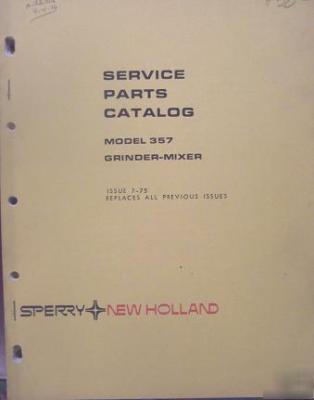 SERVICE
PARTS
CATALOG
MODEL 357
GRINDER-MIXER
ISSUE 7-75
REPLACES ALL PREVIOUS ISSUES
SPERRY NEW HOLLAND